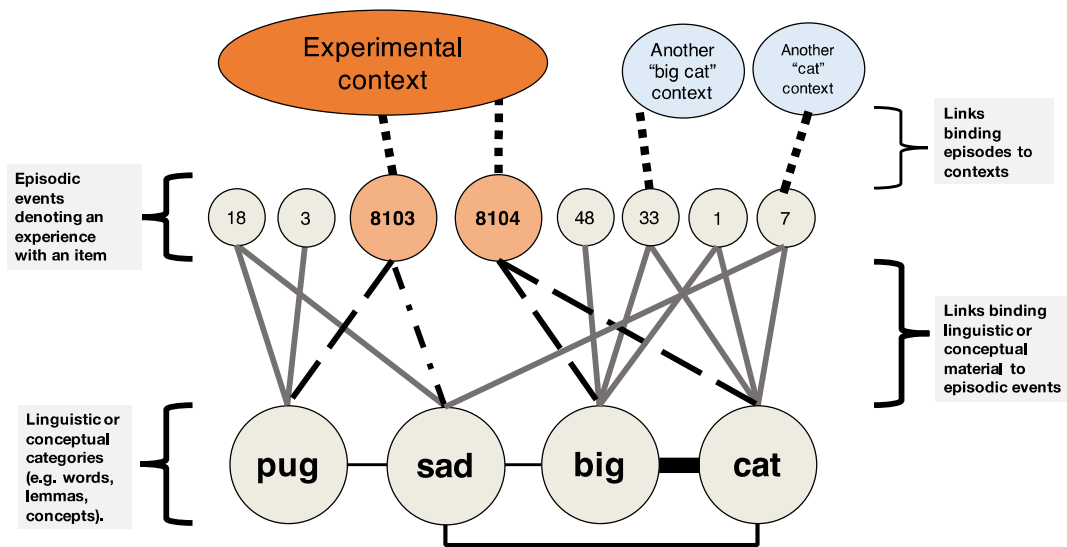 Experimental
context
Another
“big cat”
context
Another
“cat”
context
Links
binding
episodes to
contexts
Episodic
events
denoting an
experience
with an item
18
3
8103
8104
48
33
1
7
Links binding
linguistic or
conceptual
material to
episodic events
Linguistic or
conceptual
categories
(e.g. words,
lemmas,
concepts).
pug
sad
big
cat